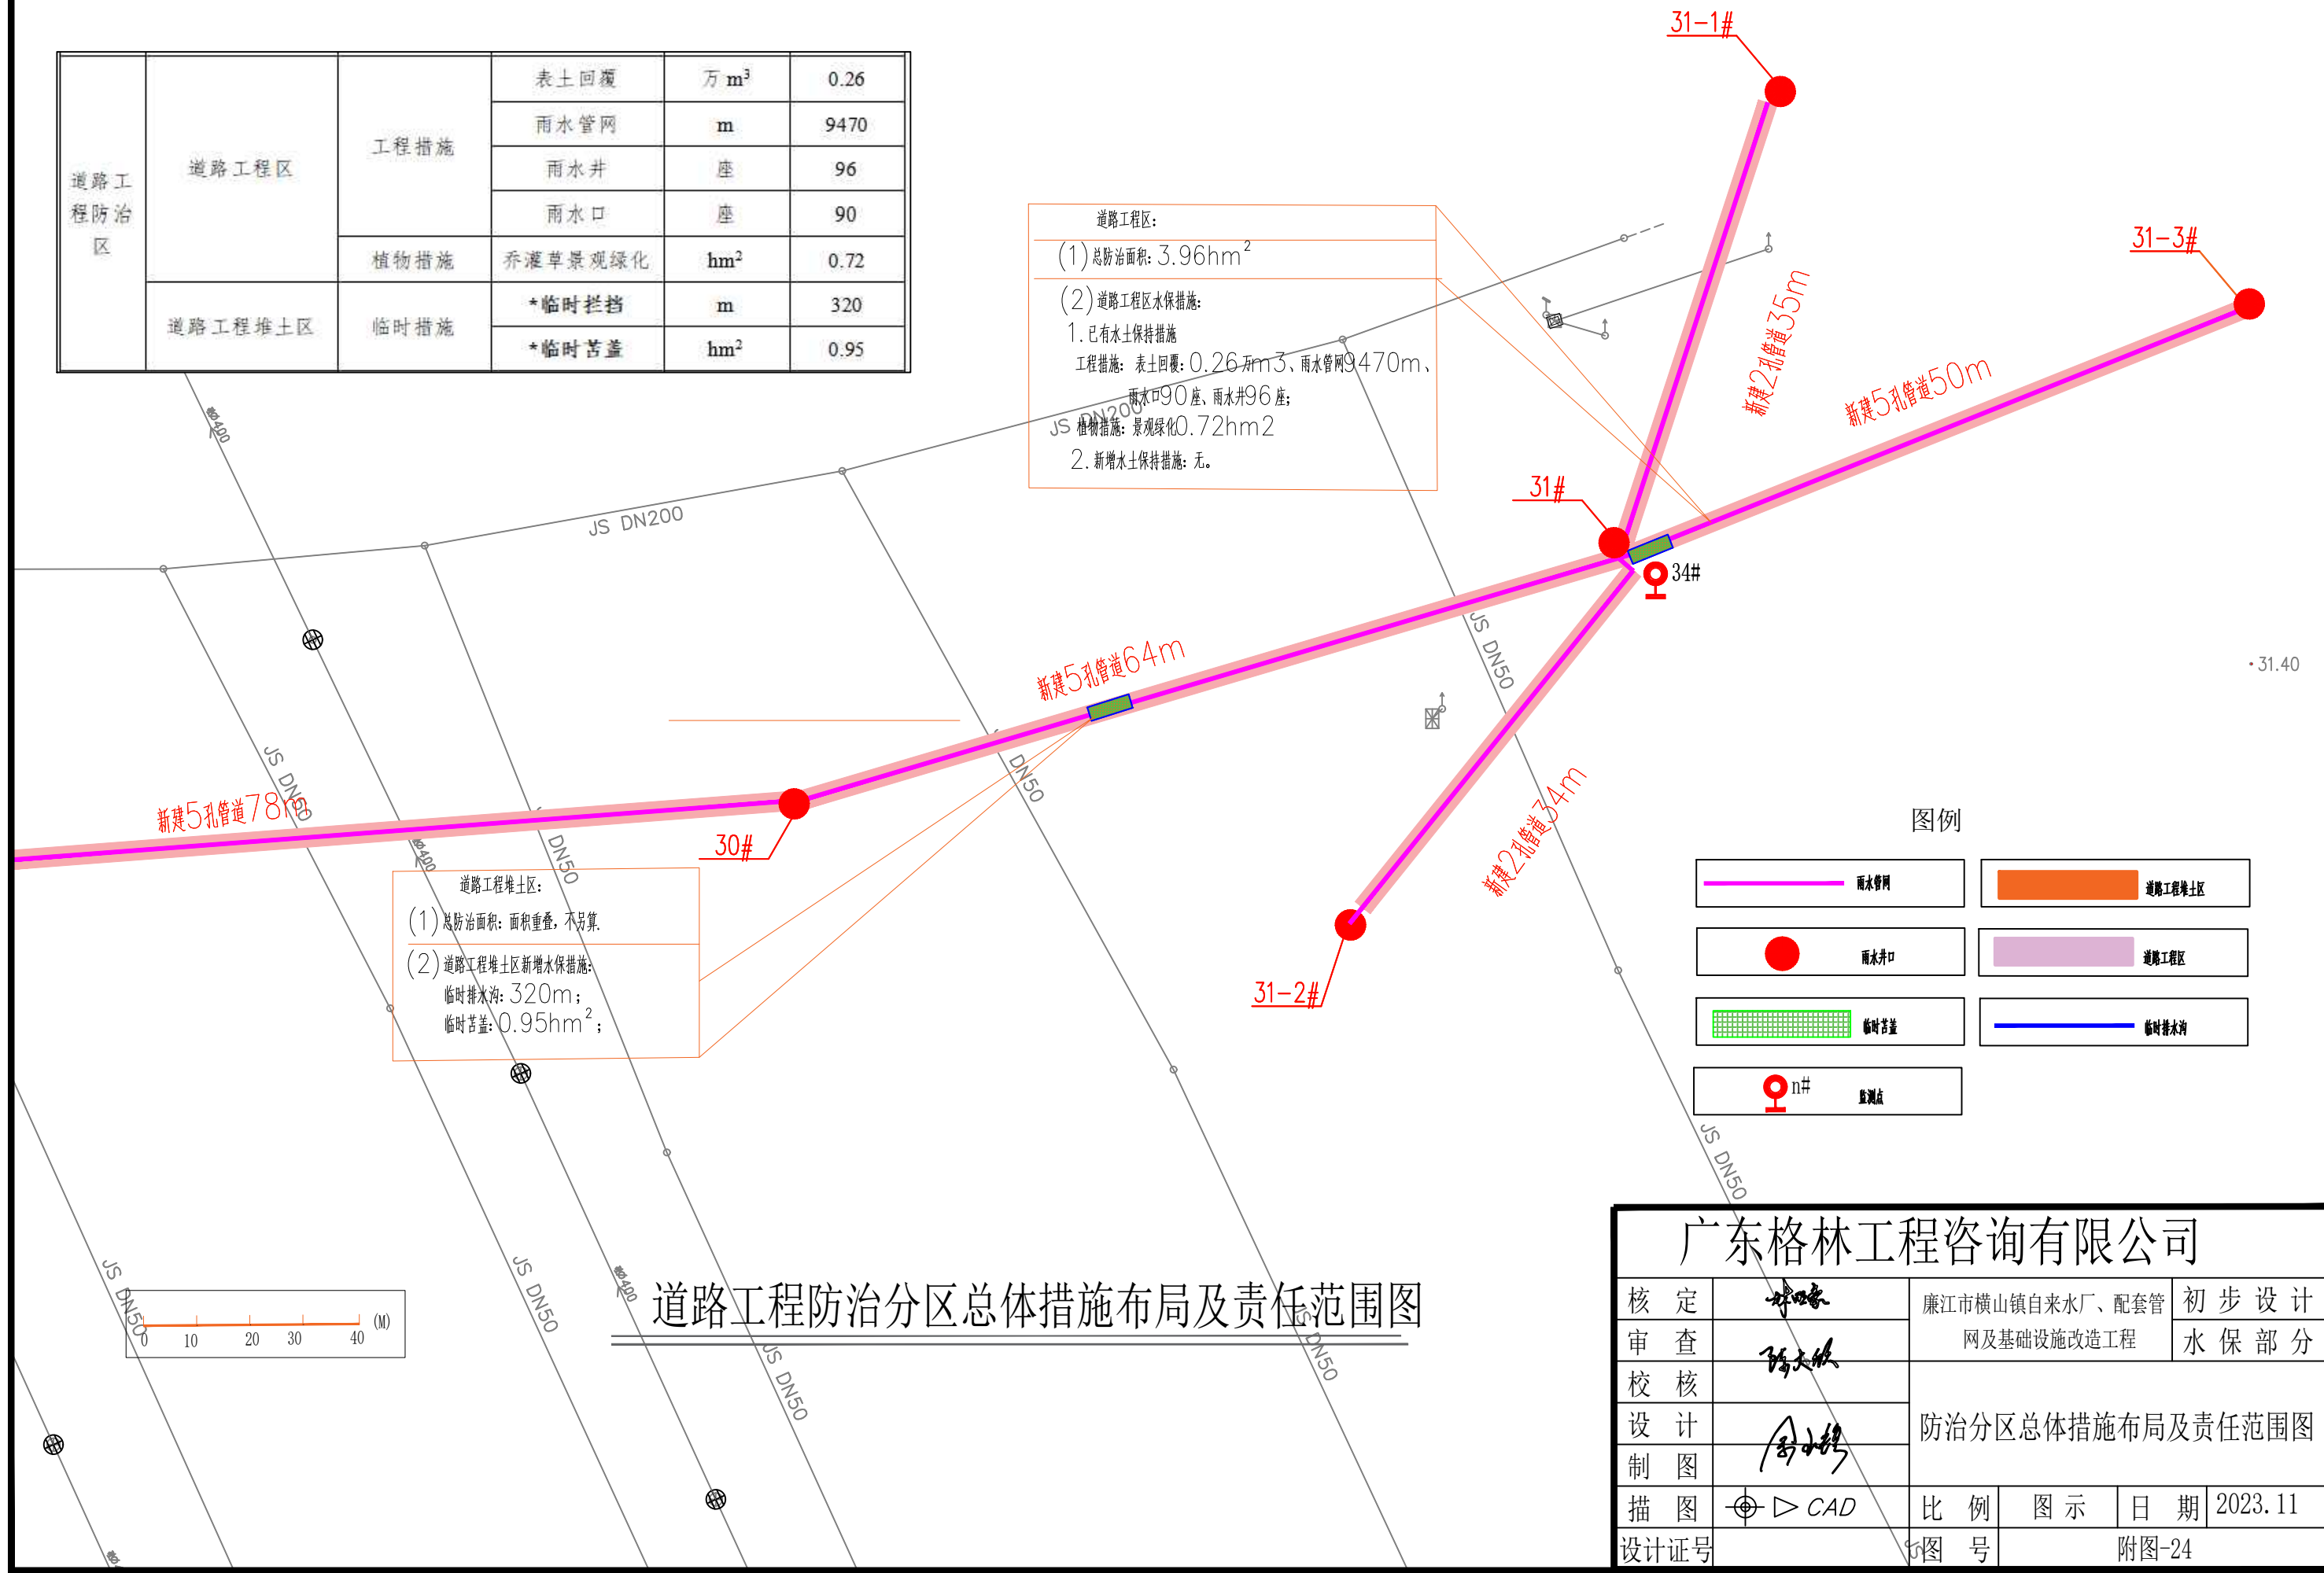 道路工
程防治
区
道路工程区
工程措施
表土回覆 万 m³ 0.26
雨水管网 m 9470
雨水井 座 96
雨水口 座 90
植物措施 乔灌草景观绿化 hm² 0.72
道路工程堆土区 临时措施
*临时拦挡 m 320
*临时苫盖 hm² 0.95
31-1#
31-3#
道路工程区：
(1)总防治面积：3.96hm²
(2)道路工程区水保措施：
1.已有水土保持措施
工程措施：表土回覆：0.26万m3、雨水管网9470m、
雨水口90座、雨水井96座；
植物措施：景观绿化0.72hm2
2.新增水土保持措施：无。
新建2孔管道35m
新建5孔管道50m
JS DN200
JS DN200
31#
34#
31.40
新建5孔管道64m
JS DN50
JS DN50
DN50
DN50
新建5孔管道78m
30#
新建2孔管道34m
31-2#
道路工程堆土区：
(1)总防治面积：面积重叠，不另算.
(2)道路工程堆土区新增水保措施：
临时排水沟：320m；
临时苫盖：0.95hm²；
图例
雨水管网
道路工程堆土区
雨水井口
道路工程区
临时苫盖
临时排水沟
n# 监测点
JS DN50
JS DN50
JS DN50
JS DN50
JS DN50
JS
0 10 20 30 40 (M)
道路工程防治分区总体措施布局及责任范围图
广东格林工程咨询有限公司
核 定
廉江市横山镇自来水厂、配套管
网及基础设施改造工程
初步设计
审 查
水保部分
校 核
设 计
防治分区总体措施布局及责任范围图
制 图
描 图 CAD 比 例 图示 日 期 2023.11
设计证号 图 号 附图-24